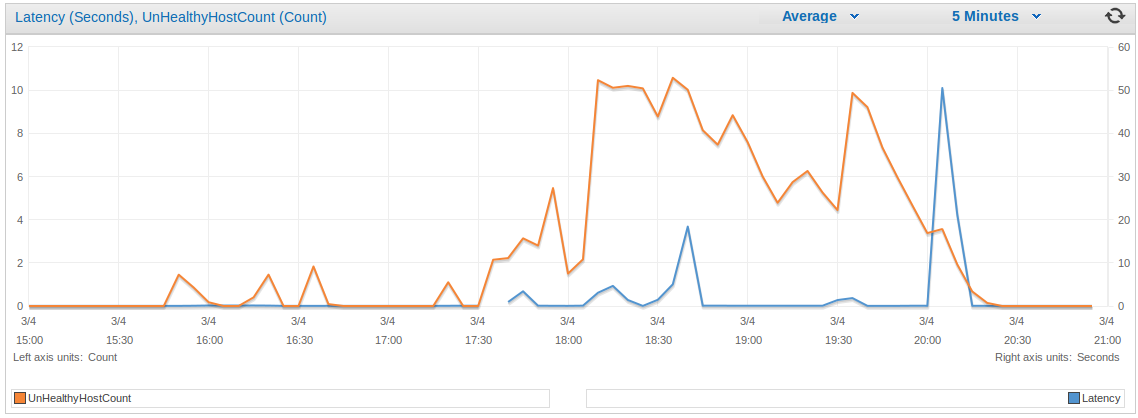 Latency (Seconds), UnHealthyHostCount (Count) Average 5 Minutes
12 60
10 50
8 40
6 30
4 20
2 10
0 0
3/4 3/4 3/4 3/4 3/4 3/4 3/4 3/4 3/4 3/4 3/4 3/4 3/4
15:00 15:30 16:00 16:30 17:00 17:30 18:00 18:30 19:00 19:30 20:00 20:30 21:00
Left axis units: Count Right axis units: Seconds
UnHealthyHostCount Latency